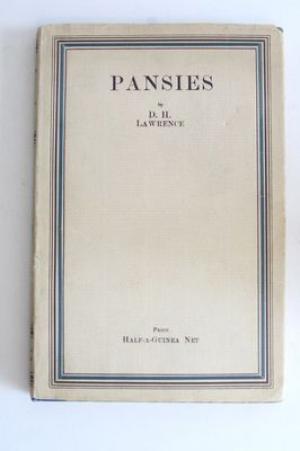 PANSIES
by
D. H.
LAWRENCE
PRICE
HALF-A-GUINEA NET